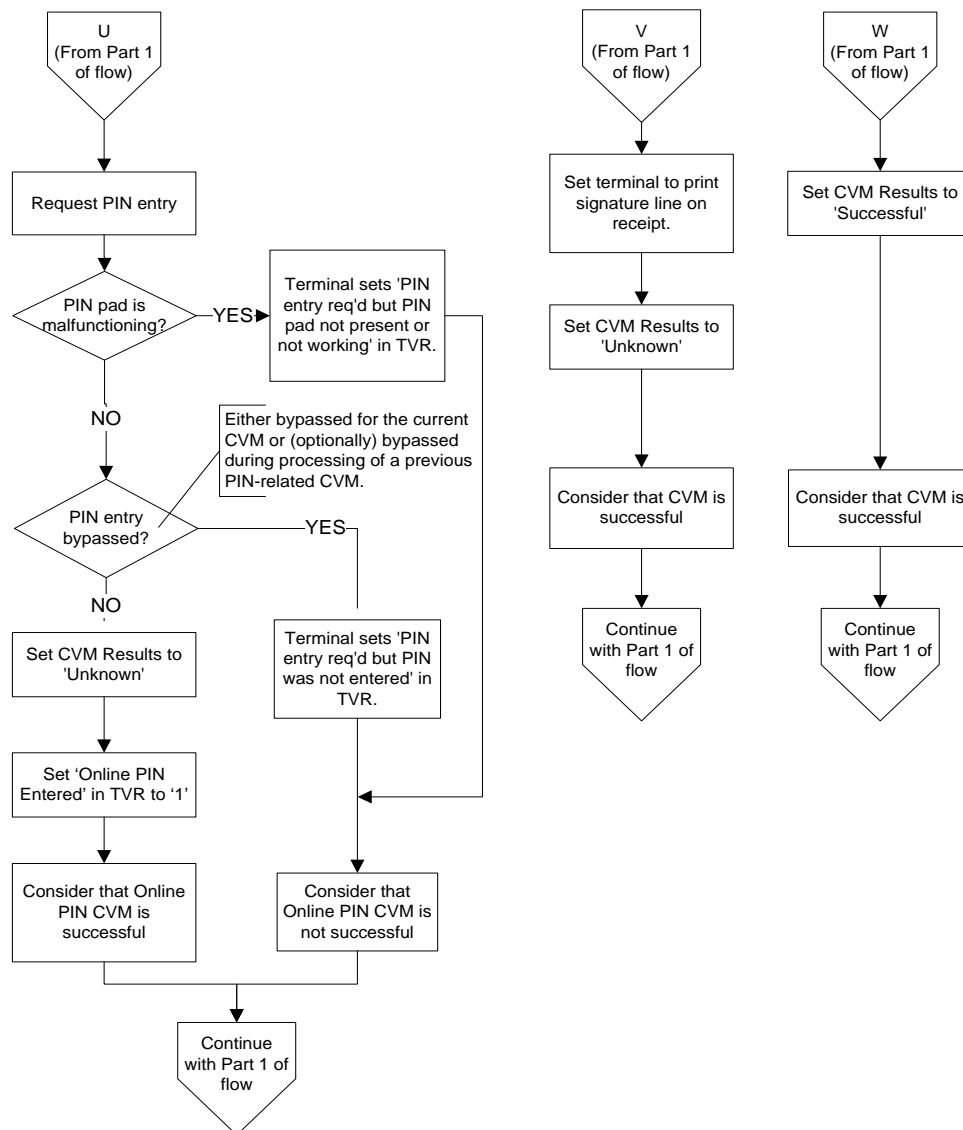 U
(From Part 1
of flow)
Request PIN entry
PIN pad is
malfunctioning?
YES
Terminal sets 'PIN
entry req'd but PIN
pad not present or
not working' in TVR.
NO
Either bypassed for the current
CVM or (optionally) bypassed
during processing of a previous
PIN-related CVM.
PIN entry
bypassed?
YES
NO
Set CVM Results to
'Unknown'
Terminal sets 'PIN
entry req'd but PIN
was not entered' in
TVR.
Set ‘Online PIN
Entered’ in TVR to ‘1’
Consider that Online
PIN CVM is
successful
Consider that
Online PIN CVM is
not successful
Continue
with Part 1 of
flow
V
(From Part 1
of flow)
Set terminal to print
signature line on
receipt.
Set CVM Results to
'Unknown'
Consider that CVM is
successful
Continue
with Part 1 of
flow
W
(From Part 1
of flow)
Set CVM Results to
'Successful'
Consider that CVM is
successful
Continue
with Part 1 of
flow